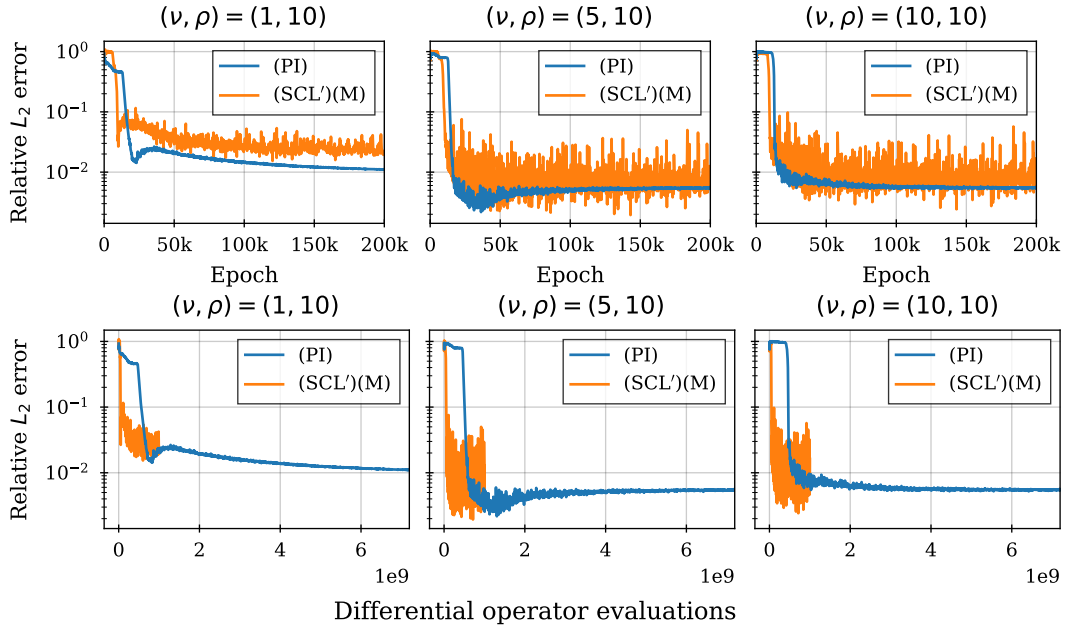 (ν, ρ) = (1, 10)
(ν, ρ) = (5, 10)
(ν, ρ) = (10, 10)
Relative L₂ error
10⁰
10⁻¹
10⁻²
(PI)
(SCL′)(M)
(PI)
(SCL′)(M)
(PI)
(SCL′)(M)
0 50k 100k 150k 200k
0 50k 100k 150k 200k
0 50k 100k 150k 200k
Epoch
Epoch
Epoch
(ν, ρ) = (1, 10)
(ν, ρ) = (5, 10)
(ν, ρ) = (10, 10)
Relative L₂ error
10⁰
10⁻¹
10⁻²
(PI)
(SCL′)(M)
(PI)
(SCL′)(M)
(PI)
(SCL′)(M)
0 2 4 6
0 2 4 6
0 2 4 6
1e9
1e9
1e9
Differential operator evaluations